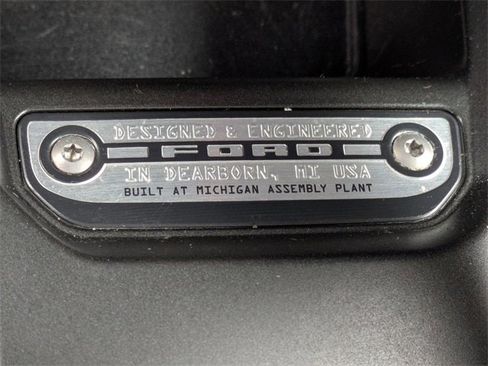 DESIGNED & ENGINEERED
FORD
IN DEARBORN, MI USA
BUILT AT MICHIGAN ASSEMBLY PLANT